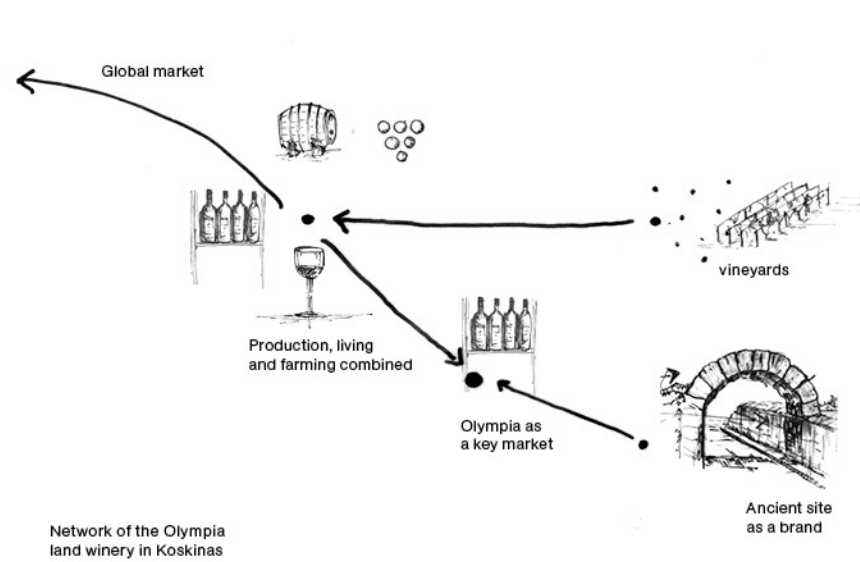 Global market
vineyards
Production, living
and farming combined
Olympia as
a key market
Ancient site
as a brand
Network of the Olympia
land winery in Koskinas